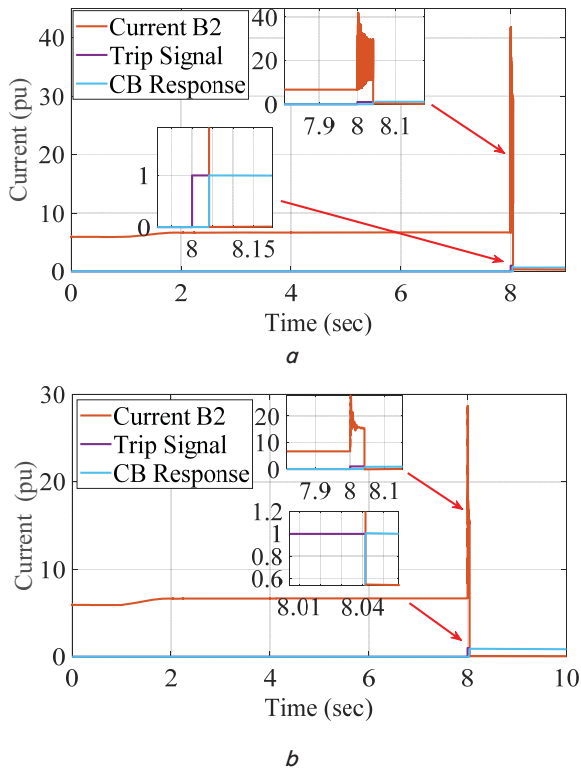 45
Current B2
Trip Signal
CB Response
40
20
0
7.9 8 8.1
40
30
20
10
0
1
0
8 8.15
Current (pu)
0 2 4 6 8
Time (sec)
a
30
Current B2
Trip Signal
CB Response
20
10
0
7.9 8 8.1
1.2
1
0.8
0.6
8.01 8.04
20
10
0
Current (pu)
0 2 4 6 8 10
Time (sec)
b